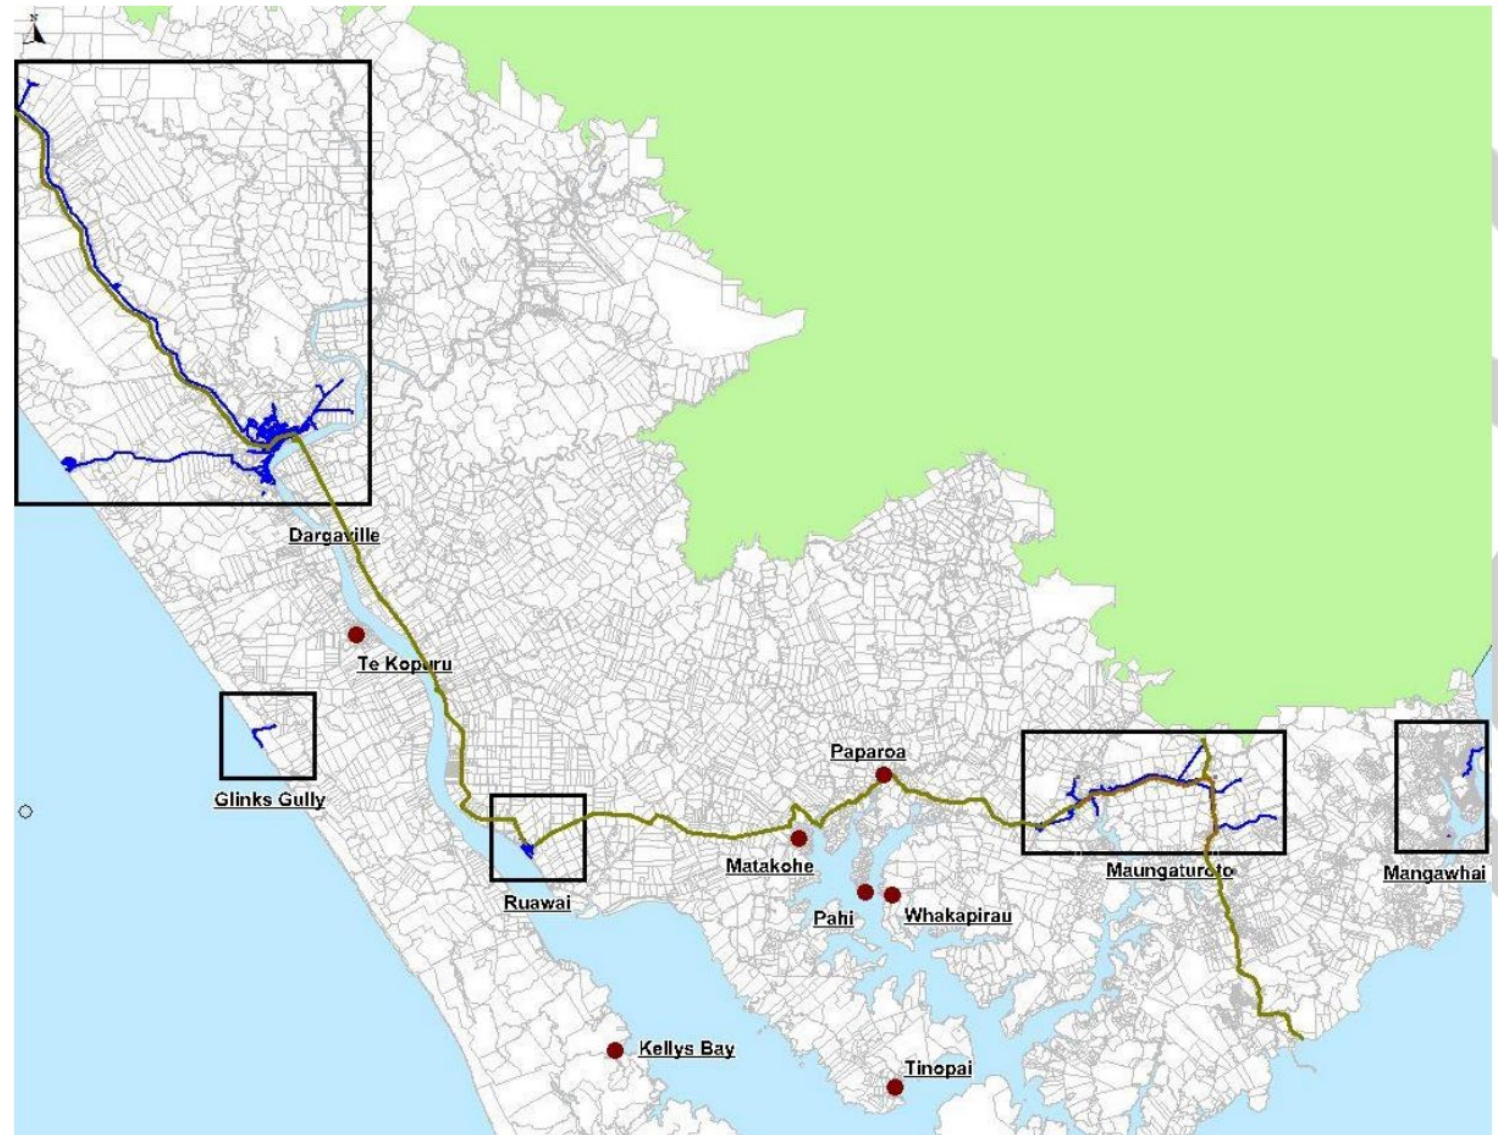 N
Dargaville
Te Kopuru
Glinks Gully
Paparoa
Matakohe
Maungaturoto
Mangawhai
Ruawai
Pahi
Whakapirau
Kellys Bay
Tinopai